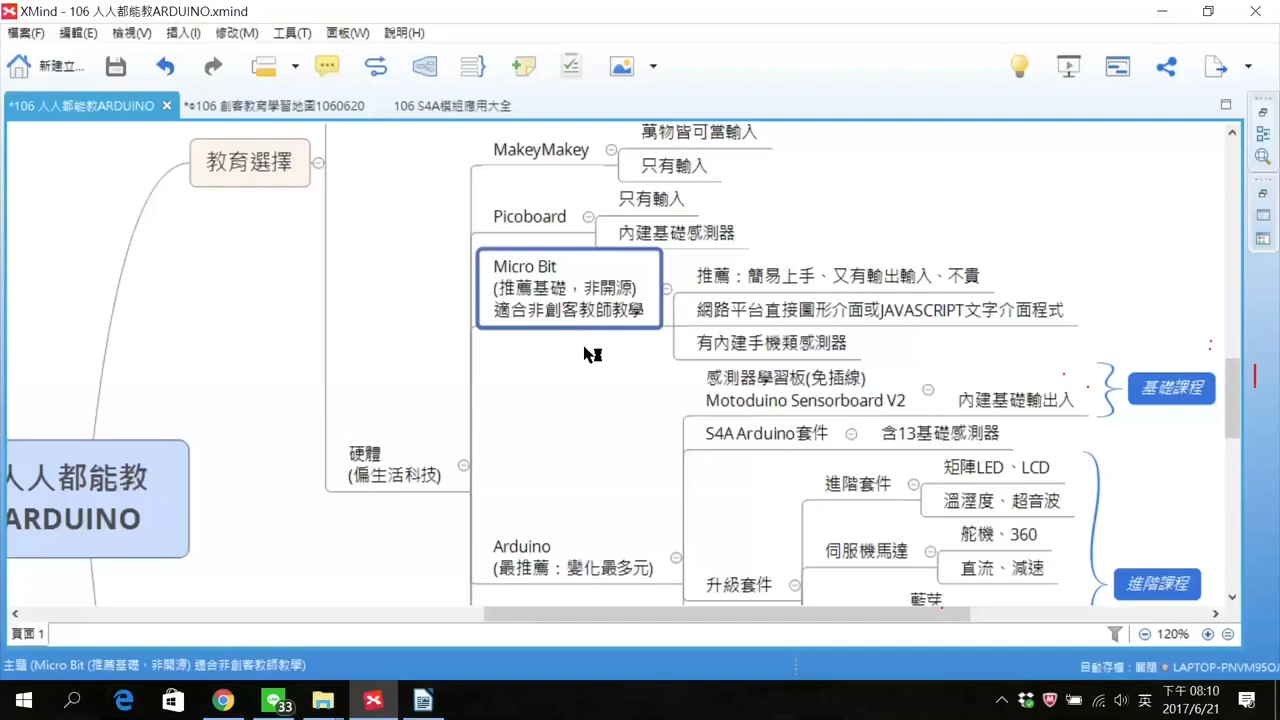 XMind - 106 人人都能教ARDUINO.xmind
檔案(F) 編輯(E) 檢視(V) 插入(I) 修改(M) 工具(T) 面板(W) 說明(H)
新建立...
*106 人人都能教ARDUINO
106 創客教育學習地圖1060620
106 S4A模組應用大全
教育選擇
MakeyMakey
萬物皆可當輸入
只有輸入
Picoboard
只有輸入
內建基礎感測器
Micro Bit
(推薦基礎，非開源)
適合非創客教師教學
推薦：簡易上手、又有輸出輸入、不貴
網路平台直接圖形介面或JAVASCRIPT文字介面程式
有內建手機類感測器
感測器學習板(免插線)
Motoduino Sensorboard V2
內建基礎輸出入
基礎課程
S4A Arduino套件
含13基礎感測器
硬體
(偏生活科技)
人人都能教
ARDUINO
進階套件
矩陣LED、LCD
溫溼度、超音波
伺服機馬達
舵機、360
直流、減速
Arduino
(最推薦：變化最多元)
升級套件
藍芽
進階課程
頁面 1
120%
主題 (Micro Bit (推薦基礎，非開源) 適合非創客教師教學)
自動存檔：關閉
LAPTOP-PNVM95OJ
33
英
下午 08:10
2017/6/21